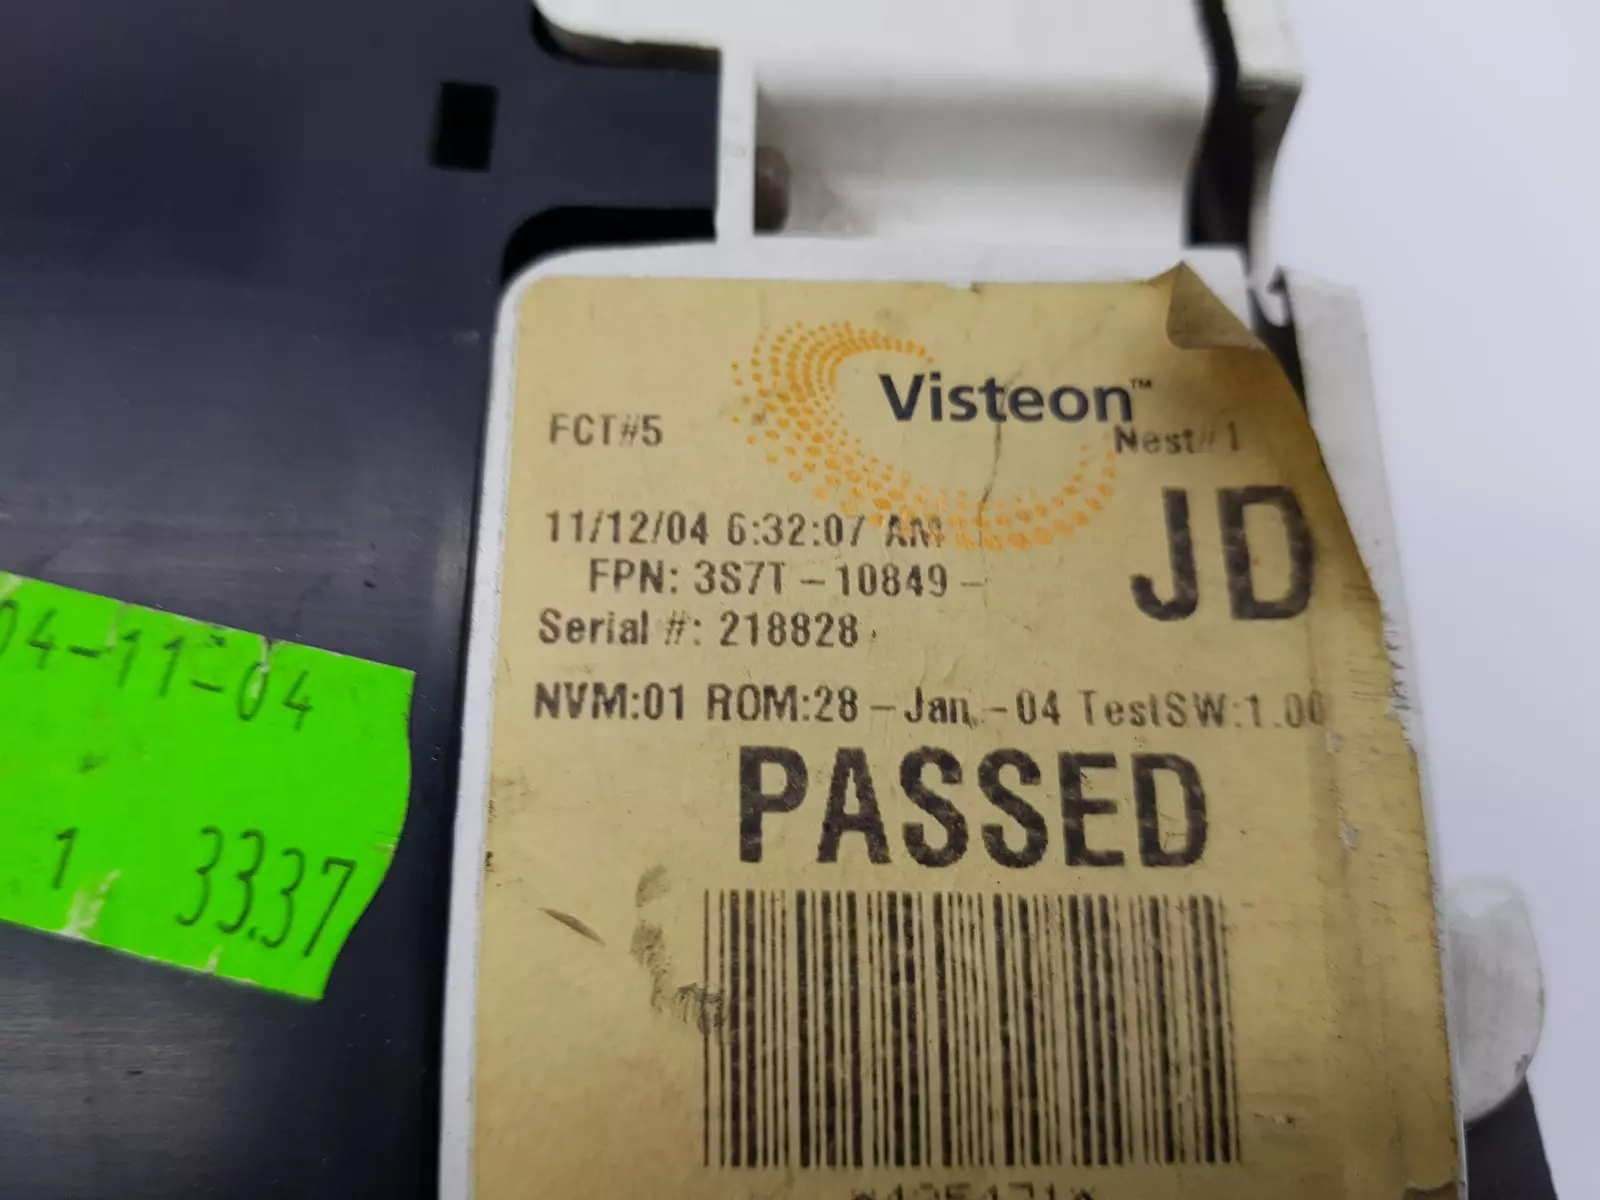 Visteon™
FCT#5
Nest#1
11/12/04 6:32:07 AM
JD
FPN: 3S7T-10849-
Serial #: 218828
NVM:01 ROM:28-Jan.-04 TestSW:1.00
PASSED
04-11-04
1 33.37